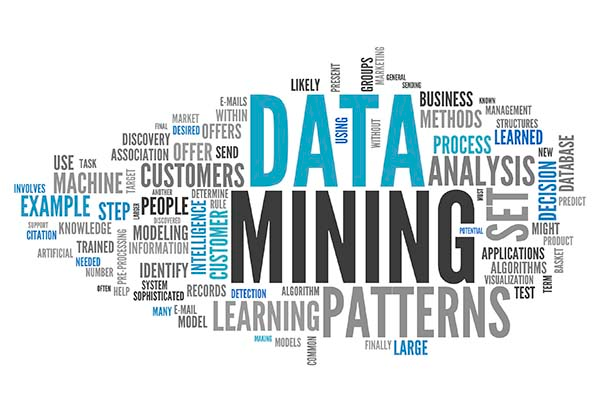 LIKELY
PRESENT
GROUPS
MARKETING
GENERAL
SENDING
E-MAILS
WITHIN
MARKET
DESIRED
OFFERS
FINAL
DISCOVERY
ASSOCIATION
OFFER
SEND
DATA
USING
WITHOUT
BUSINESS
KNOWN
METHODS
MANAGEMENT
STRUCTURES
LEARNED
PROCESS
ANALYSIS
NEW
DATABASE
DECISION
PREDICT
USE
TASK
MACHINE
TARGET
CUSTOMERS
INVOLVES
EXAMPLE
STEP
LARGER
ANOTHER
PEOPLE
DISCOVERED
DETERMINE
RULE
INTELLIGENCE
CUSTOMER
MINING
MUST
SET
POTENTIAL
MIGHT
PRODUCT
SUPPORT
CITATION
KNOWLEDGE
MODELING
ARTIFICIAL
TRAINED
INFORMATION
NEEDED
NUMBER
PRE-PROCESSING
IDENTIFY
OFTEN
HELP
SYSTEM
SOPHISTICATED
RECORDS
DETECTION
ALGORITHM
APPLICATIONS
ALGORITHMS
VISUALIZATION
BASKET
TERM
TEST
MANY
E-MAIL
MODEL
LEARNING
PATTERNS
MAKING
MODELS
COMMON
FINALLY
LARGE